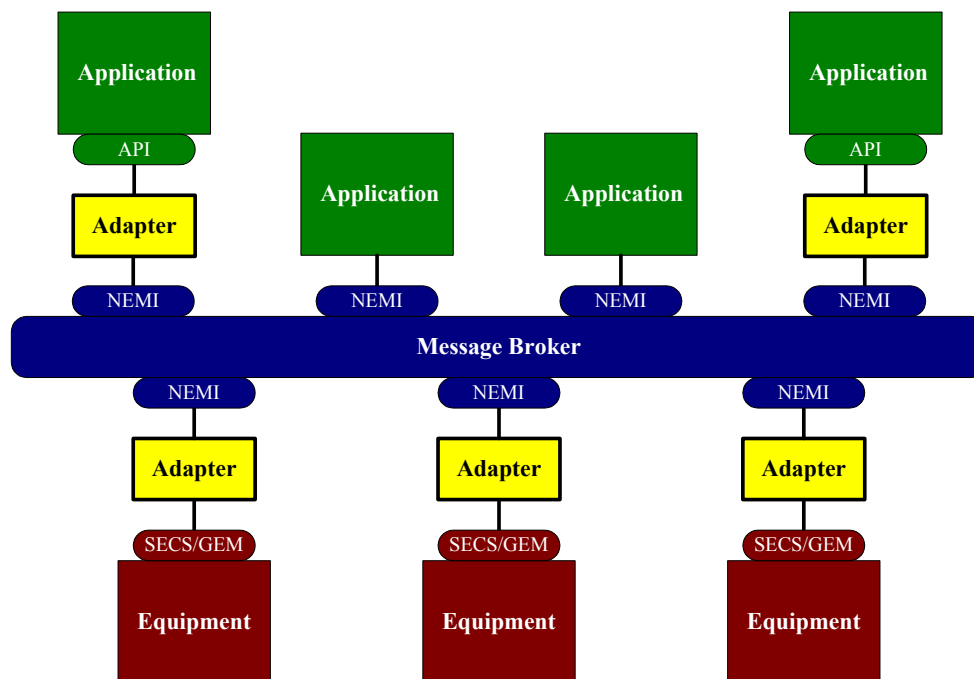 Application
Application
API
API
Application
Application
Adapter
Adapter
NEMI
NEMI
NEMI
NEMI
Message Broker
NEMI
NEMI
NEMI
Adapter
Adapter
Adapter
SECS/GEM
SECS/GEM
SECS/GEM
Equipment
Equipment
Equipment